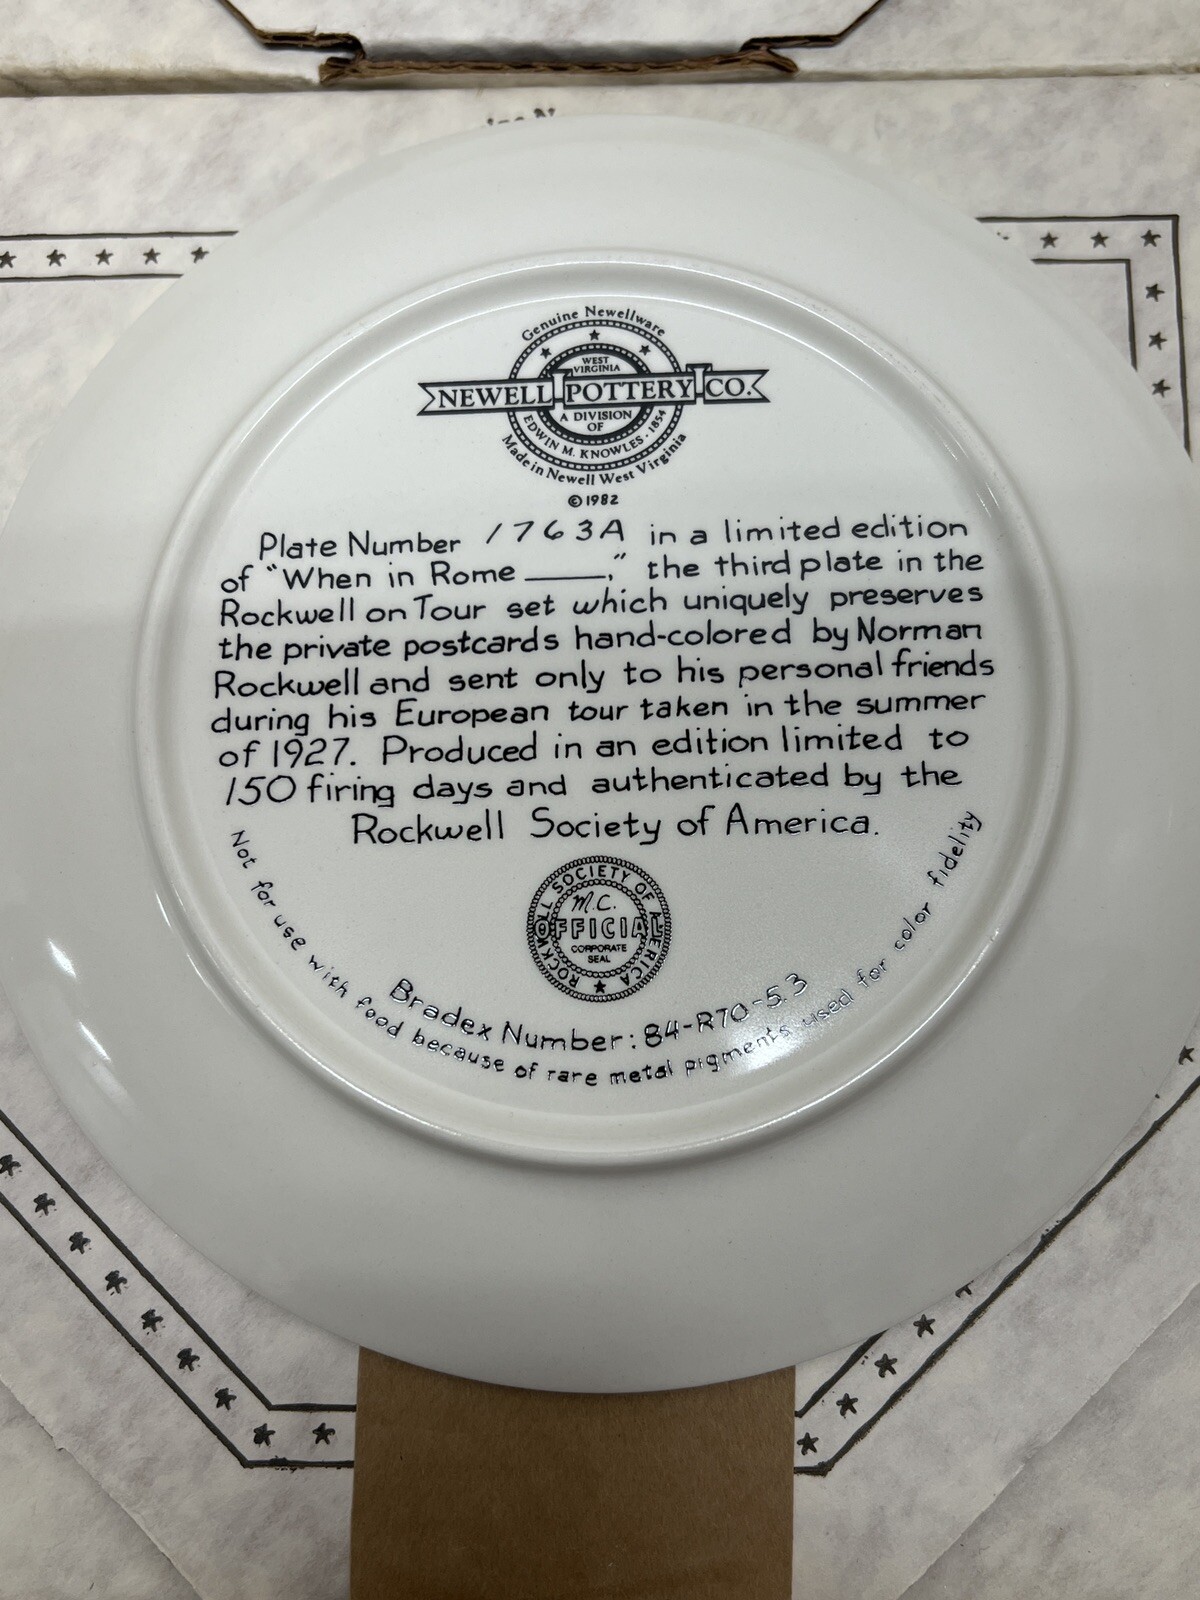 Genuine Newellware
WEST
VIRGINIA
NEWELL POTTERY CO.
A DIVISION
OF
EDWIN M. KNOWLES · 1854
Made in Newell West Virginia
©1982
Plate Number 1763A in a limited edition
of "When in Rome ____," the third plate in the
Rockwell on Tour set which uniquely preserves
the private postcards hand-colored by Norman
Rockwell and sent only to his personal friends
during his European tour taken in the summer
of 1927. Produced in an edition limited to
150 firing days and authenticated by the
Rockwell Society of America.
ROCKWELL SOCIETY OF AMERICA
M.C.
OFFICIAL
CORPORATE
SEAL
Bradex Number: 84-R70-5.3
Not for use with food because of rare metal pigments used for color fidelity